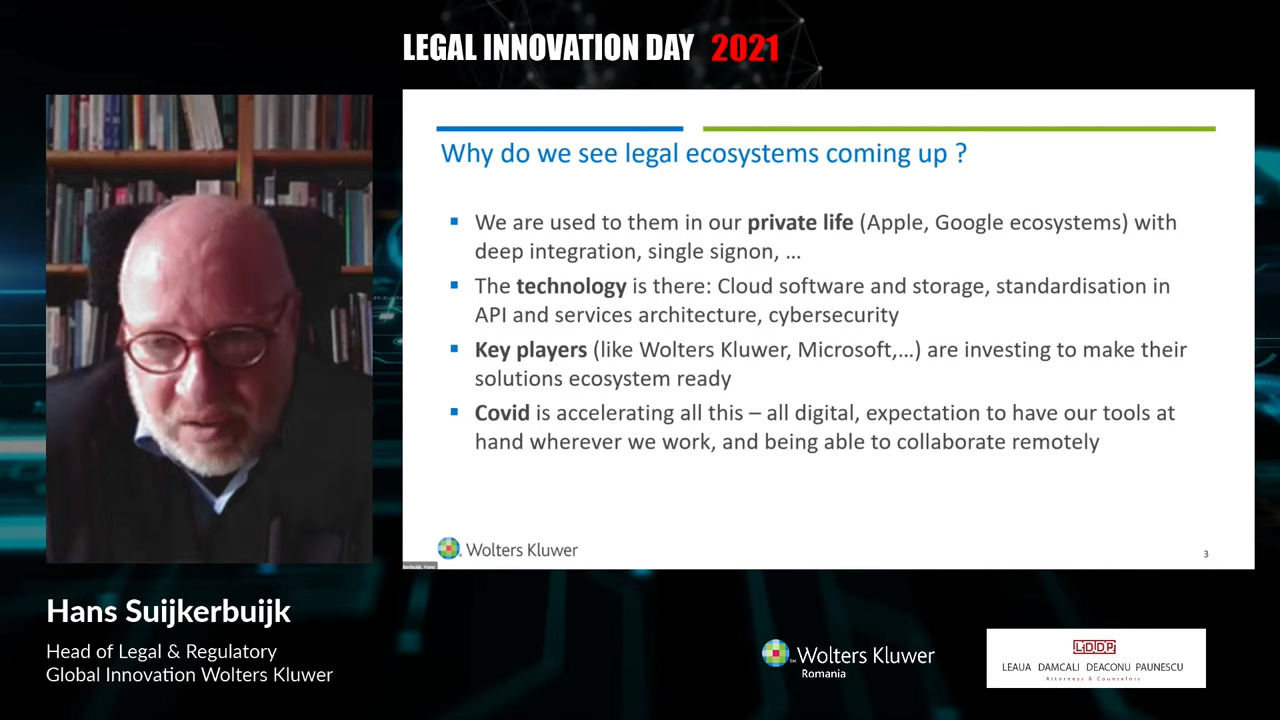 LEGAL INNOVATION DAY 2021
Why do we see legal ecosystems coming up ?
▪ We are used to them in our private life (Apple, Google ecosystems) with
deep integration, single signon, ...
▪ The technology is there: Cloud software and storage, standardisation in
API and services architecture, cybersecurity
▪ Key players (like Wolters Kluwer, Microsoft,...) are investing to make their
solutions ecosystem ready
▪ Covid is accelerating all this – all digital, expectation to have our tools at
hand wherever we work, and being able to collaborate remotely
Wolters Kluwer
3
Hans Suijkerbuijk
Head of Legal & Regulatory
Global Innovation Wolters Kluwer
Wolters Kluwer
Romania
LDDP
LEAUA DAMCALI DEACONU PAUNESCU
Attorneys & Counselors